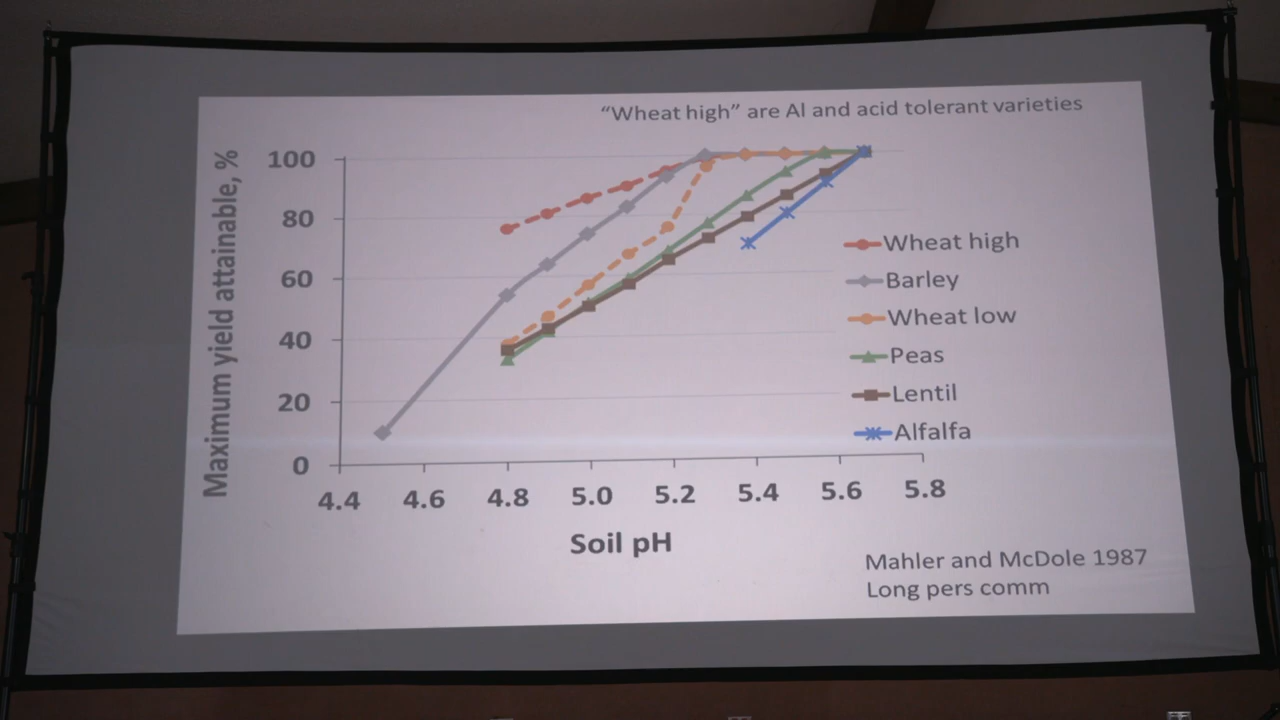 “Wheat high” are Al and acid tolerant varieties
Maximum yield attainable, %
100
80
60
40
20
0
4.4 4.6 4.8 5.0 5.2 5.4 5.6 5.8
Soil pH
Wheat high
Barley
Wheat low
Peas
Lentil
Alfalfa
Mahler and McDole 1987
Long pers comm